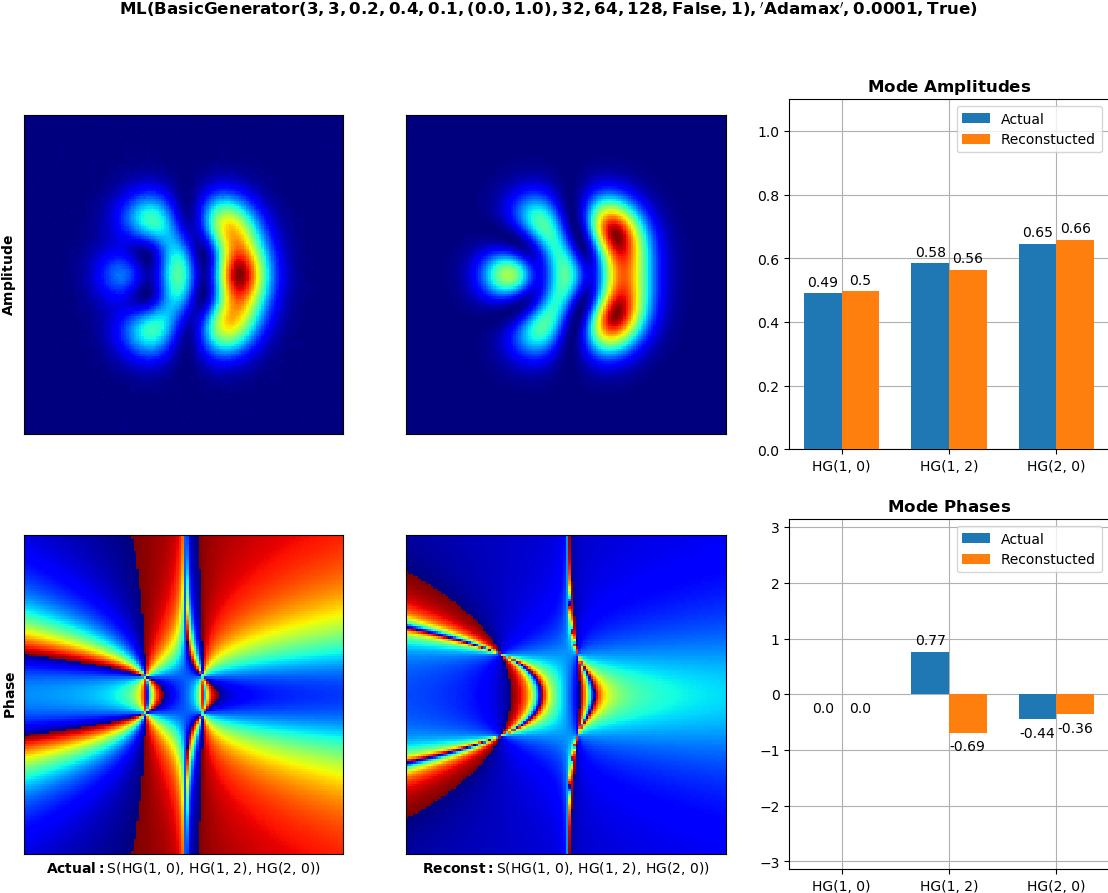 ML(BasicGenerator(3, 3, 0.2, 0.4, 0.1, (0.0, 1.0), 32, 64, 128, False, 1), ′Adamax′, 0.0001, True)
Amplitude
Mode Amplitudes
Actual
Reconstucted
1.0
0.8
0.6
0.4
0.2
0.0
0.49
0.5
0.58
0.56
0.65
0.66
HG(1, 0)
HG(1, 2)
HG(2, 0)
Phase
Actual: S(HG(1, 0), HG(1, 2), HG(2, 0))
Reconst: S(HG(1, 0), HG(1, 2), HG(2, 0))
Mode Phases
Actual
Reconstucted
3
2
1
0
−1
−2
−3
0.0
0.0
0.77
-0.69
-0.44
-0.36
HG(1, 0)
HG(1, 2)
HG(2, 0)